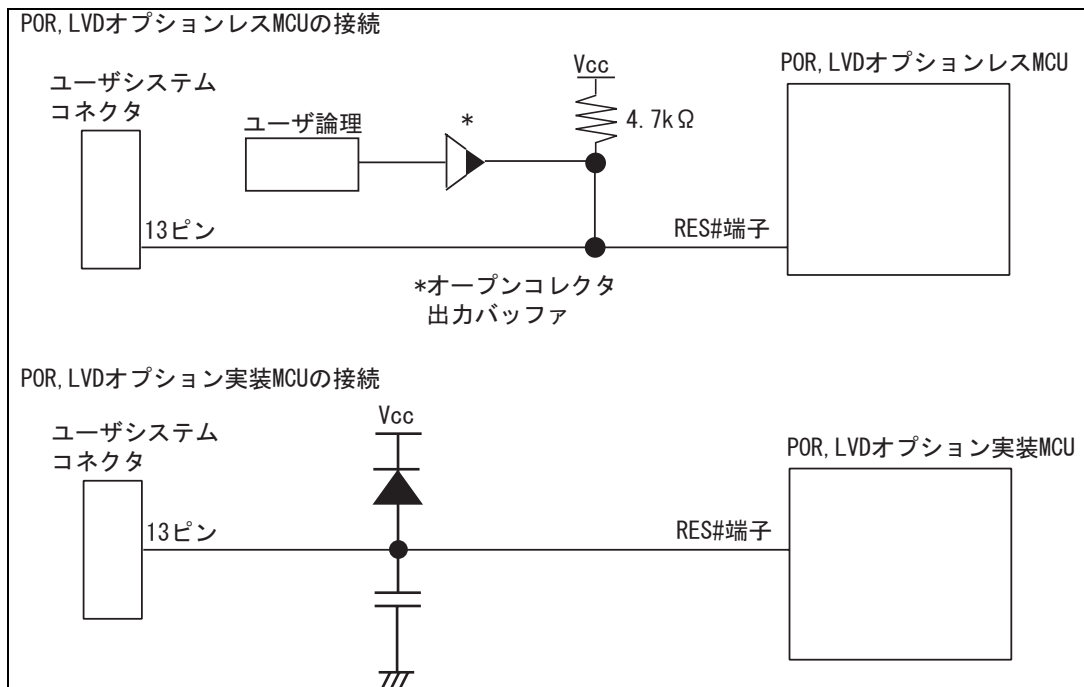 POR,LVDオプションレスMCUの接続
ユーザシステム
コネクタ
ユーザ論理
*
Vcc
4.7kΩ
POR,LVDオプションレスMCU
13ピン
RES#端子
*オープンコレクタ
出力バッファ
POR,LVDオプション実装MCUの接続
ユーザシステム
コネクタ
Vcc
POR,LVDオプション実装MCU
13ピン
RES#端子